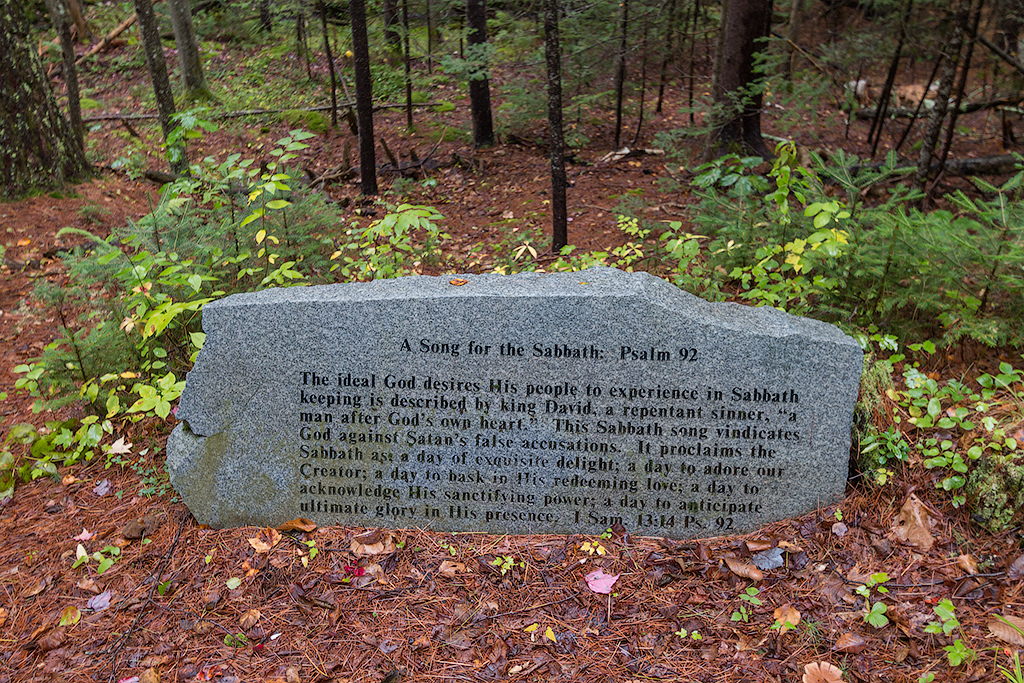 A Song for the Sabbath: Psalm 92
The ideal God desires His people to experience in Sabbath
keeping is described by king David, a repentant sinner, “a
man after God's own heart.” This Sabbath song vindicates
God against Satan's false accusations. It proclaims the
Sabbath as: a day of exquisite delight; a day to adore our
Creator; a day to bask in His redeeming love; a day to
acknowledge His sanctifying power; a day to anticipate
ultimate glory in His presence. I Sam. 13:14 Ps. 92